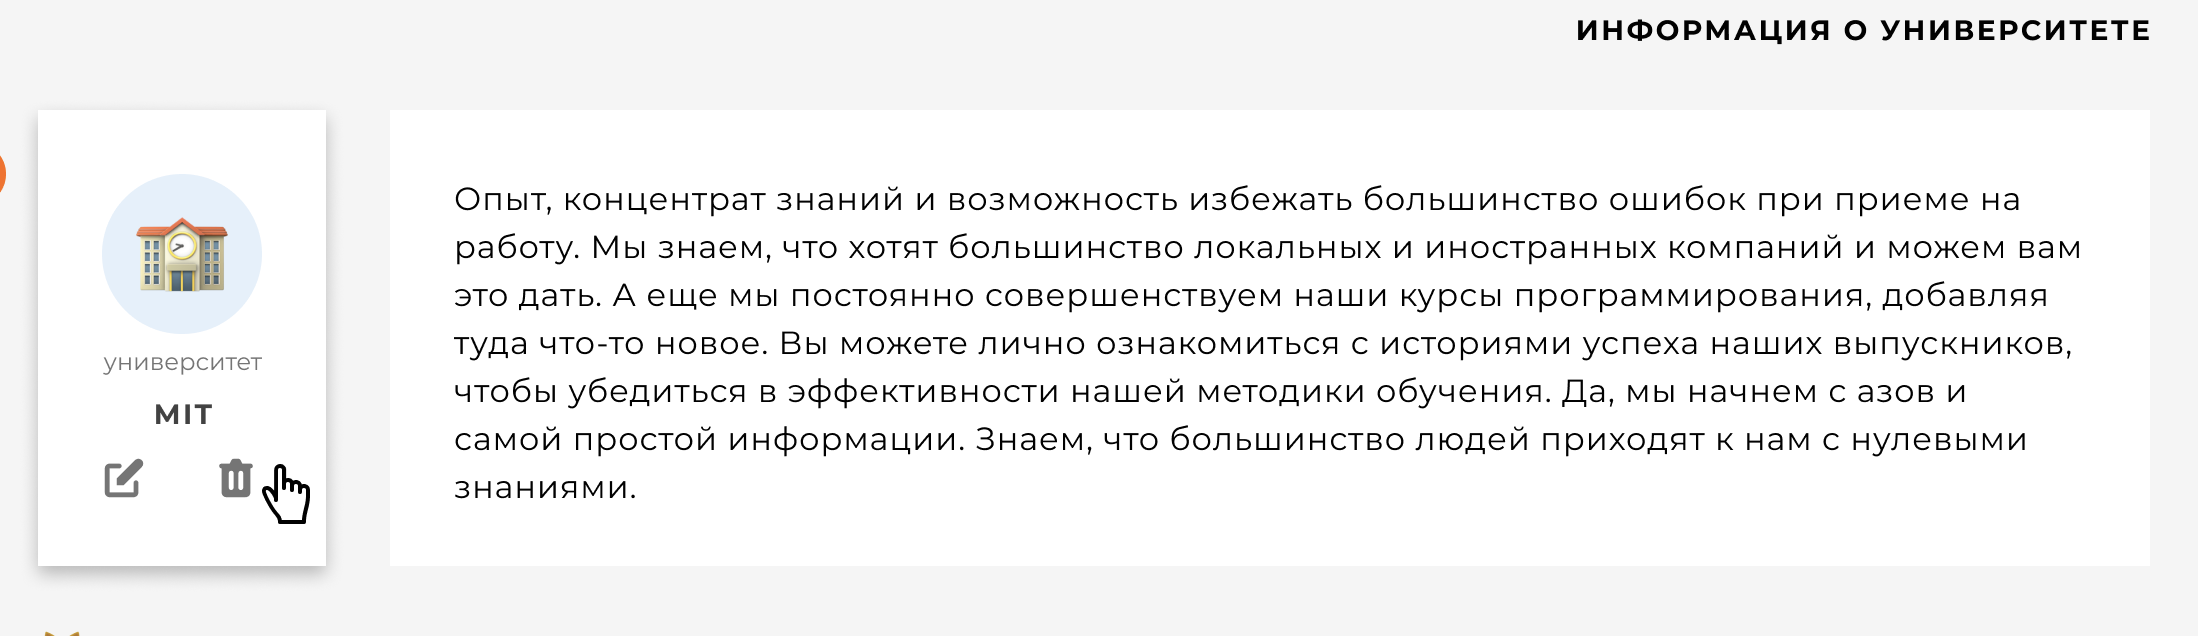 ИНФОРМАЦИЯ О УНИВЕРСИТЕТЕ
университет
MIT
Опыт, концентрат знаний и возможность избежать большинство ошибок при приеме на
работу. Мы знаем, что хотят большинство локальных и иностранных компаний и можем вам
это дать. А еще мы постоянно совершенствуем наши курсы программирования, добавляя
туда что-то новое. Вы можете лично ознакомиться с историями успеха наших выпускников,
чтобы убедиться в эффективности нашей методики обучения. Да, мы начнем с азов и
самой простой информации. Знаем, что большинство людей приходят к нам с нулевыми
знаниями.